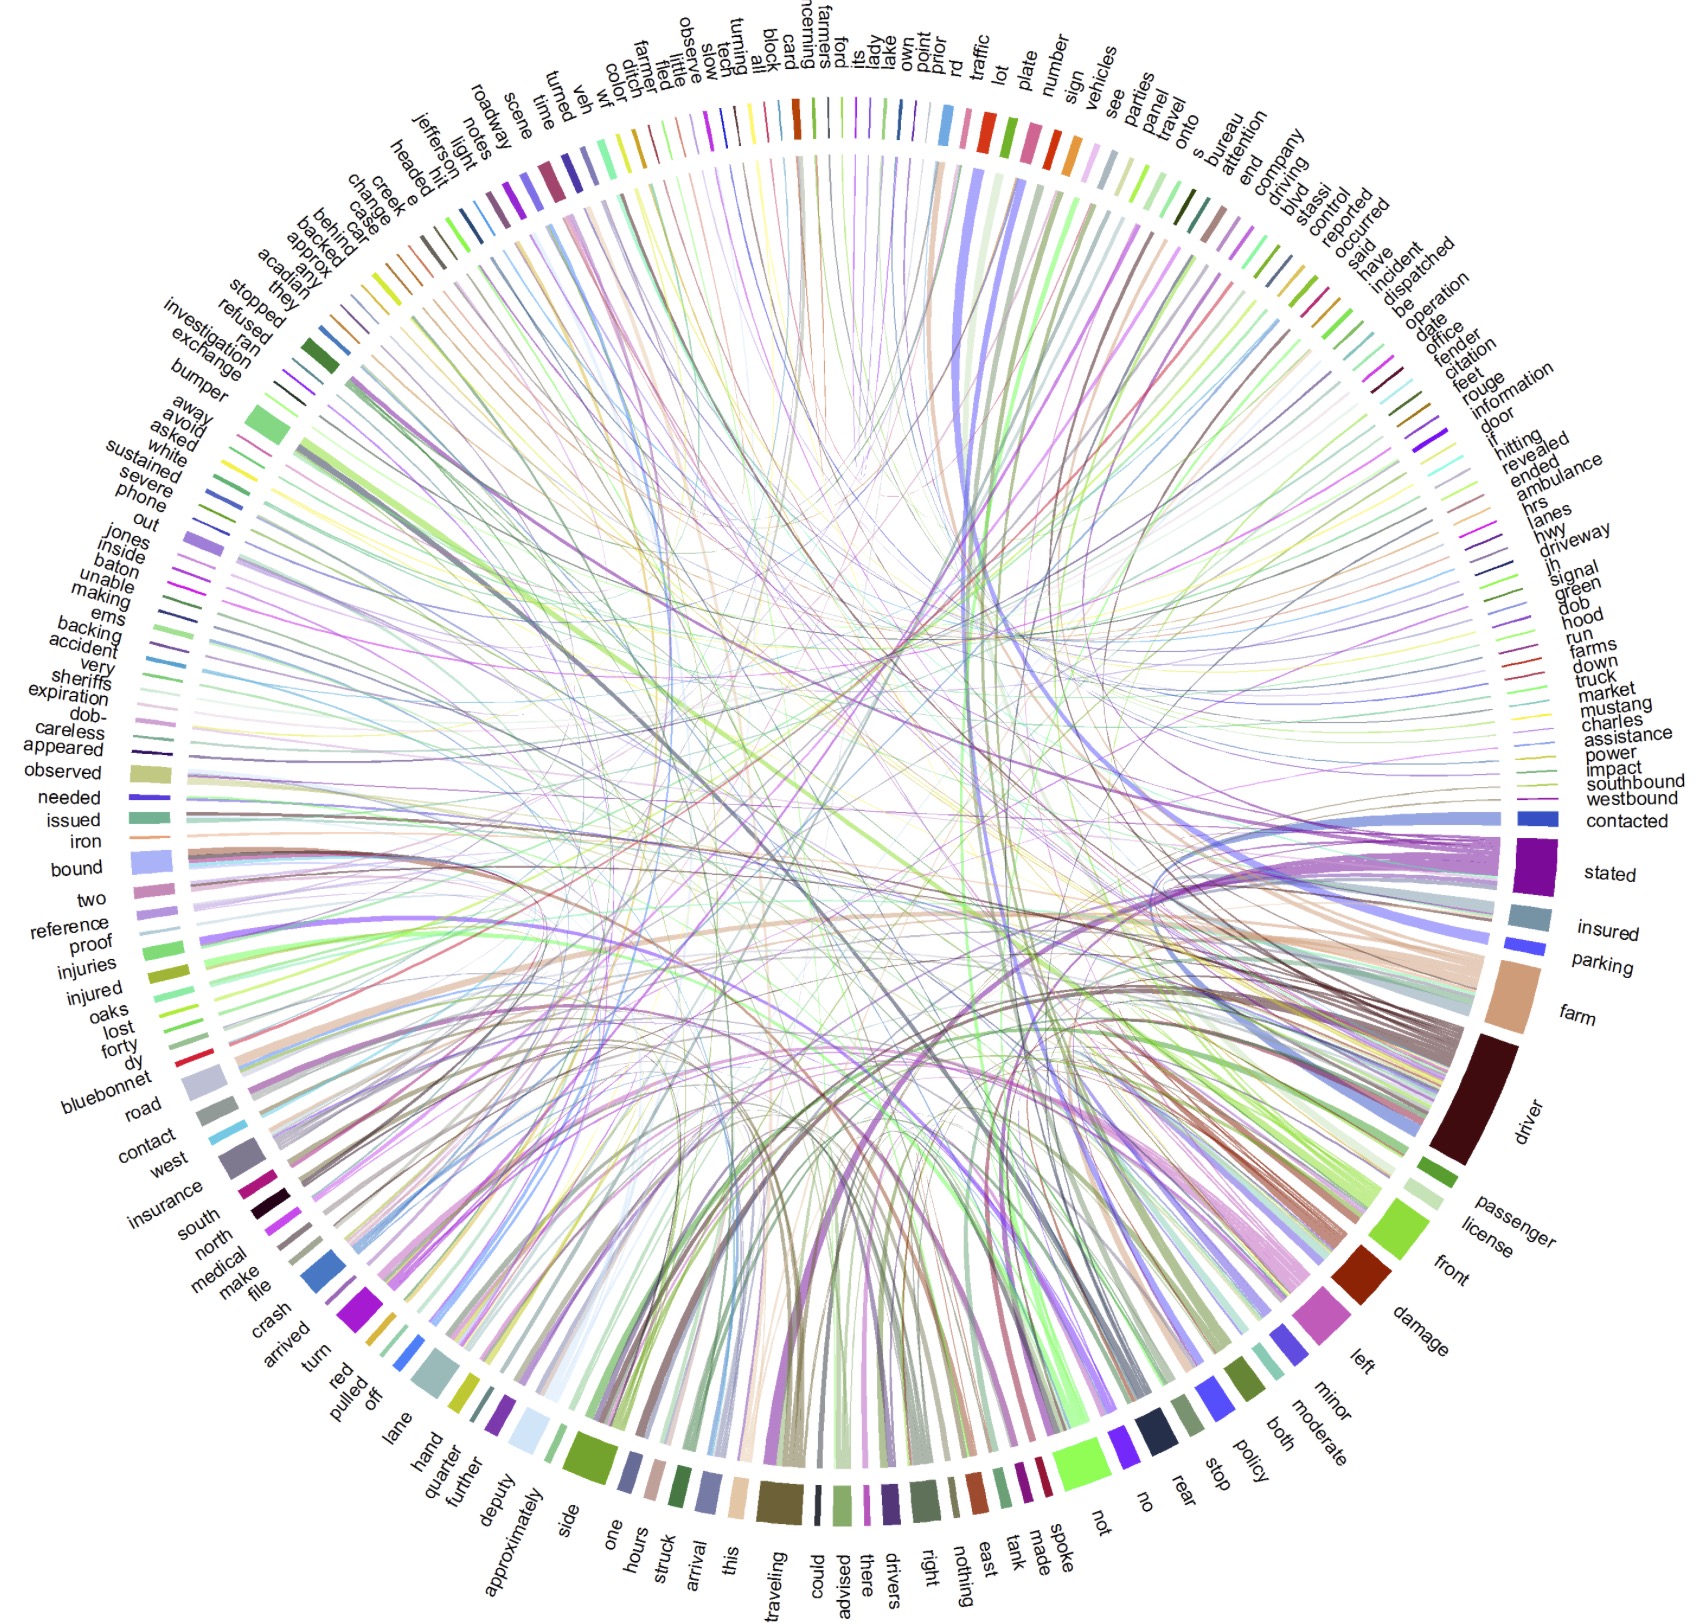 ncerning
farmers
ford
its
lady
lake
own
point
prior
rd
traffic
lot
plate
number
sign
vehicles
see
parties
panel
travel
onto
s
bureau
attention
end
company
driving
blvd
stassi
control
reported
occurred
said
have
incident
dispatched
be
operation
date
office
fender
citation
feet
rouge
information
door
if
hitting
revealed
ended
ambulance
hrs
lanes
hwy
driveway
jh
signal
green
dob
hood
run
farms
down
truck
market
mustang
charles
assistance
power
impact
southbound
westbound
contacted
stated
insured
parking
farm
driver
passenger
license
front
damage
left
minor
moderate
both
policy
stop
rear
no
not
spoke
made
tank
east
nothing
right
drivers
there
advised
could
traveling
this
arrival
struck
hours
one
side
approximately
deputy
further
quarter
hand
lane
off
pulled
red
turn
arrived
crash
file
make
medical
north
south
insurance
west
contact
road
bluebonnet
dy
forty
lost
oaks
injured
injuries
proof
reference
two
bound
iron
issued
needed
observed
appeared
careless
dob-
expiration
sheriffs
very
accident
backing
ems
making
unable
baton
inside
jones
out
phone
severe
sustained
white
asked
avoid
away
bumper
exchange
investigation
ran
refused
stopped
they
acadian
any
approx
backed
behind
car
case
change
creek
e
headed
hit
jefferson
light
notes
roadway
scene
time
turned
veh
wf
color
ditch
farmer
fled
little
observe
slow
tech
turning
all
block
card